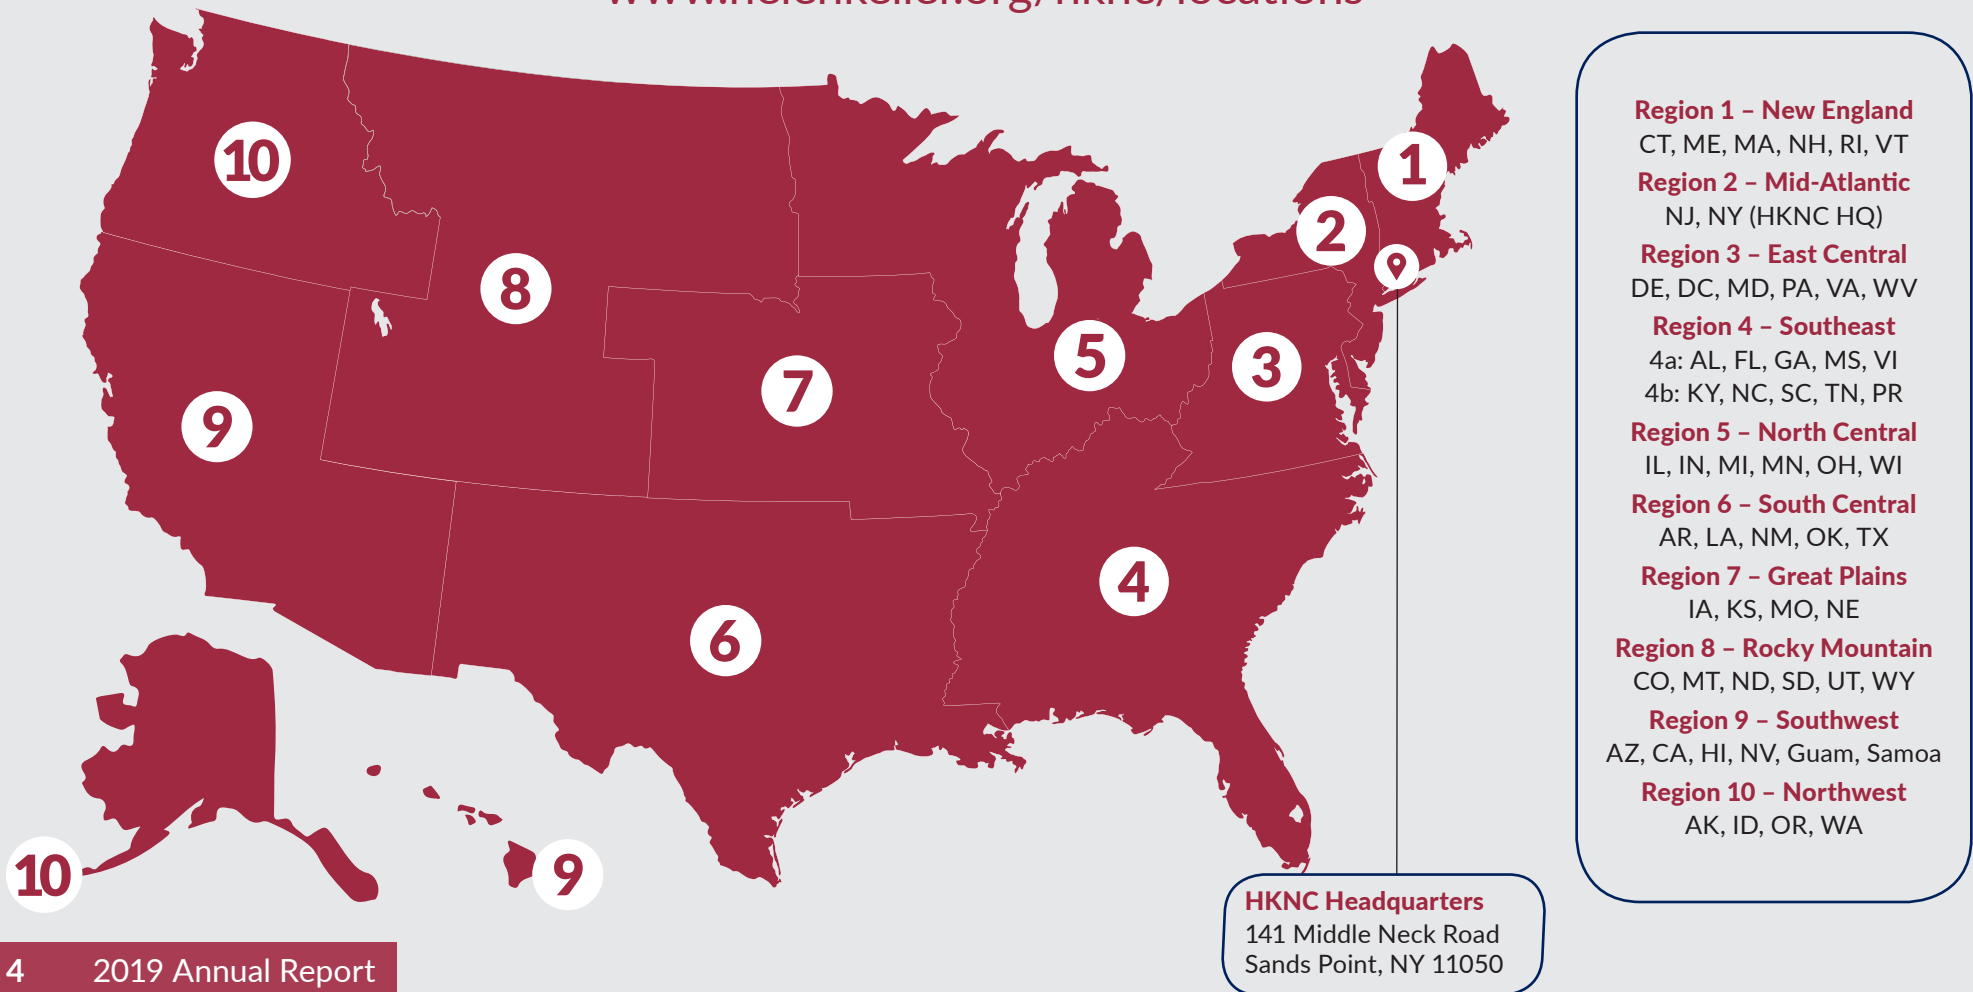 www.helenkeller.org/hknc/locations
Region 1 – New England
CT, ME, MA, NH, RI, VT
Region 2 – Mid-Atlantic
NJ, NY (HKNC HQ)
Region 3 – East Central
DE, DC, MD, PA, VA, WV
Region 4 – Southeast
4a: AL, FL, GA, MS, VI
4b: KY, NC, SC, TN, PR
Region 5 – North Central
IL, IN, MI, MN, OH, WI
Region 6 – South Central
AR, LA, NM, OK, TX
Region 7 – Great Plains
IA, KS, MO, NE
Region 8 – Rocky Mountain
CO, MT, ND, SD, UT, WY
Region 9 – Southwest
AZ, CA, HI, NV, Guam, Samoa
Region 10 – Northwest
AK, ID, OR, WA
10
1
2
8
5
3
7
9
4
6
10
9
HKNC Headquarters
141 Middle Neck Road
Sands Point, NY 11050
4 2019 Annual Report